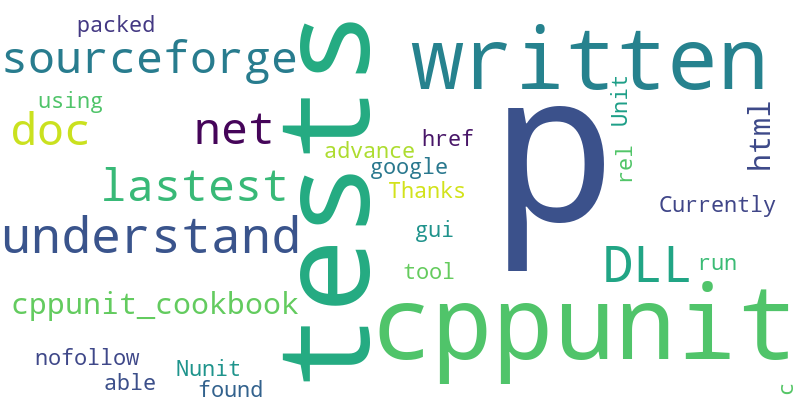 packed
sourceforge
using
doc
net
lastest
understand
cppunit_cookbook
nofollow
able
Nunit
found
tests
written
p
advance
href
google
Thanks
gui
tool
Unit
rel
html
Currently
DLL
run
cppunit
c